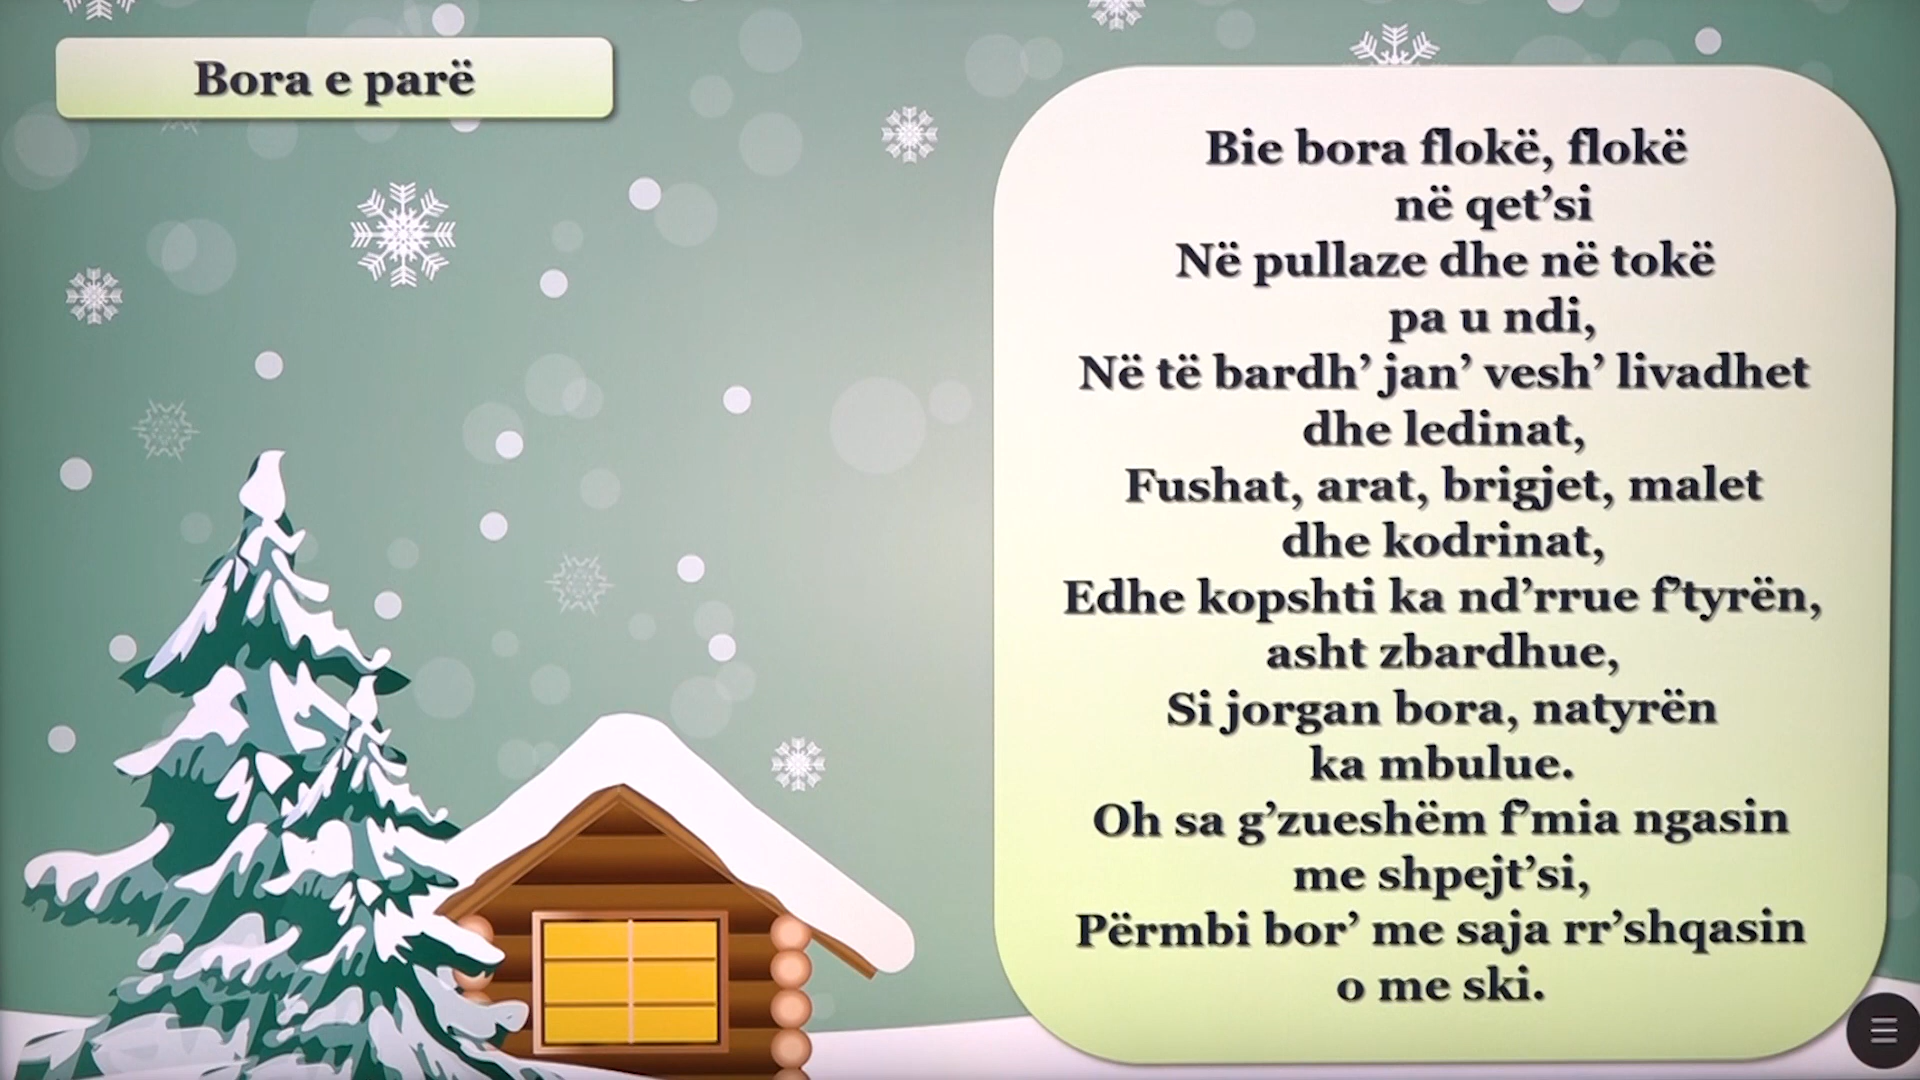 Bora e parë
Bie bora flokë, flokë
në qet’si
Në pullaze dhe në tokë
pa u ndi,
Në të bardh’ jan’ vesh’ livadhet
dhe ledinat,
Fushat, arat, brigjet, malet
dhe kodrinat,
Edhe kopshti ka nd’rrue f’tyrën,
asht zbardhue,
Si jorgan bora, natyrën
ka mbulue.
Oh sa g’zueshëm f’mia ngasin
me shpejt’si,
Përmbi bor’ me saja rr’shqasin
o me ski.